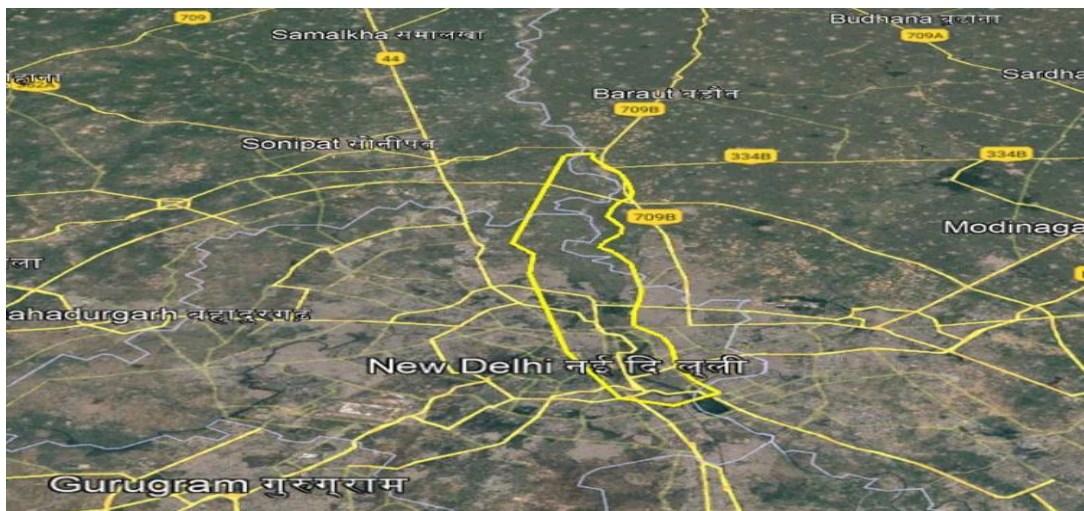 709
Budhana बुढाना
Samalkha समालखा
709A
44
Sardha
Baraut बड़ौत
709B
Sonipat सोनीपत
334B
334B
709B
Modinaga
ला
ahadurgarh बहादुरगढ़
New Delhi नई दि ल्ली
Gurugram गुरुग्राम